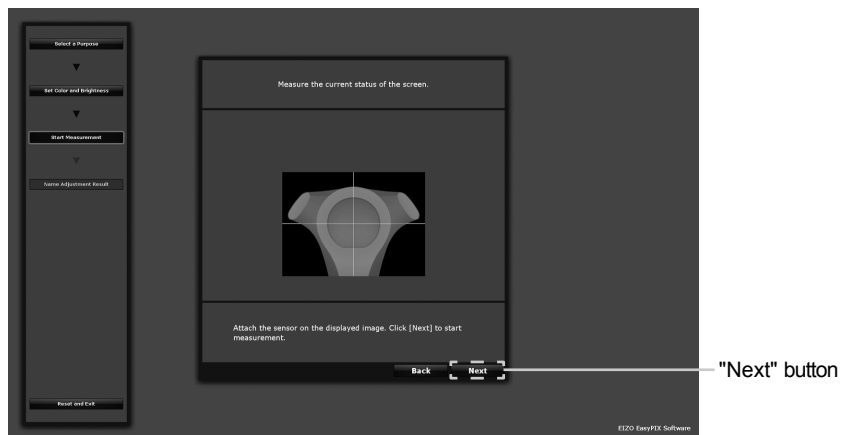 Select a Purpose
Set Color and Brightness
Start Measurement
Name Adjustment Result
Reset and Exit
Measure the current status of the screen.
Attach the sensor on the displayed image. Click [Next] to start
measurement.
Back Next
"Next" button
EIZO EasyPIX Software